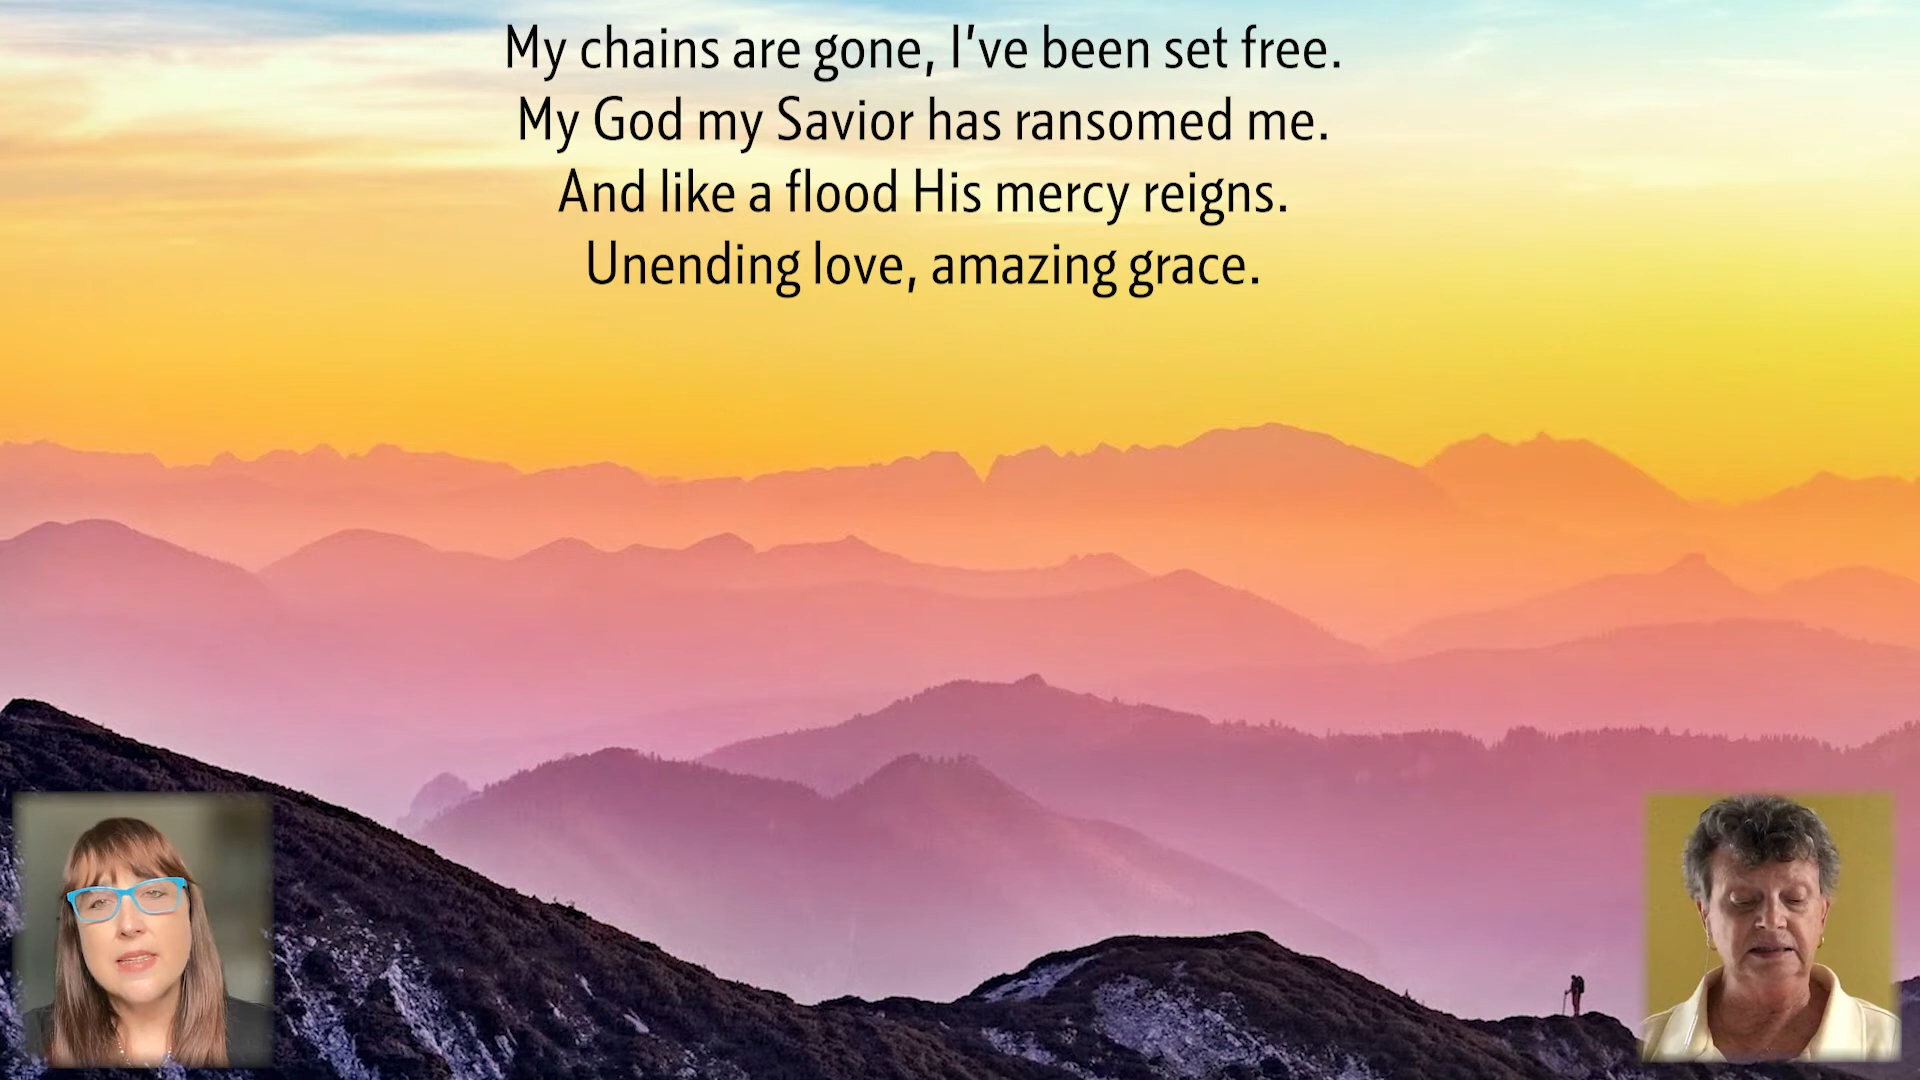 My chains are gone, I've been set free.
My God my Savior has ransomed me.
And like a flood His mercy reigns.
Unending love, amazing grace.